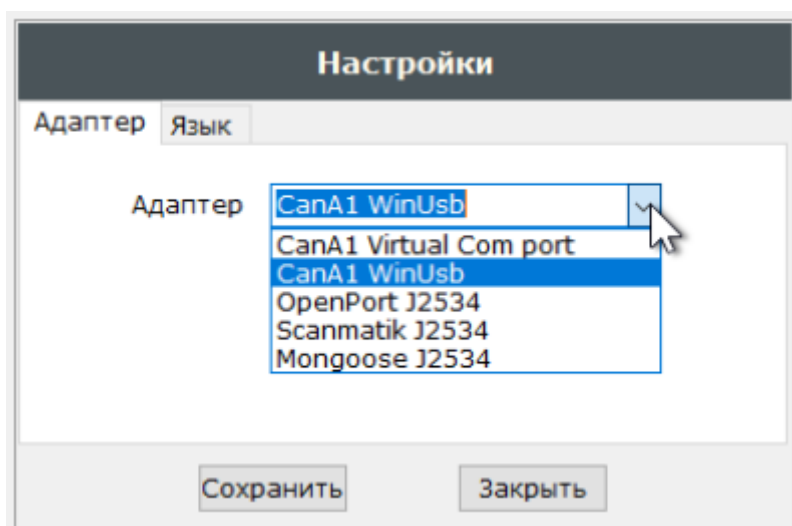 Настройки
Адаптер Язык
Адаптер CanA1 WinUsb
CanA1 Virtual Com port
CanA1 WinUsb
OpenPort J2534
Scanmatik J2534
Mongoose J2534
Сохранить Закрыть